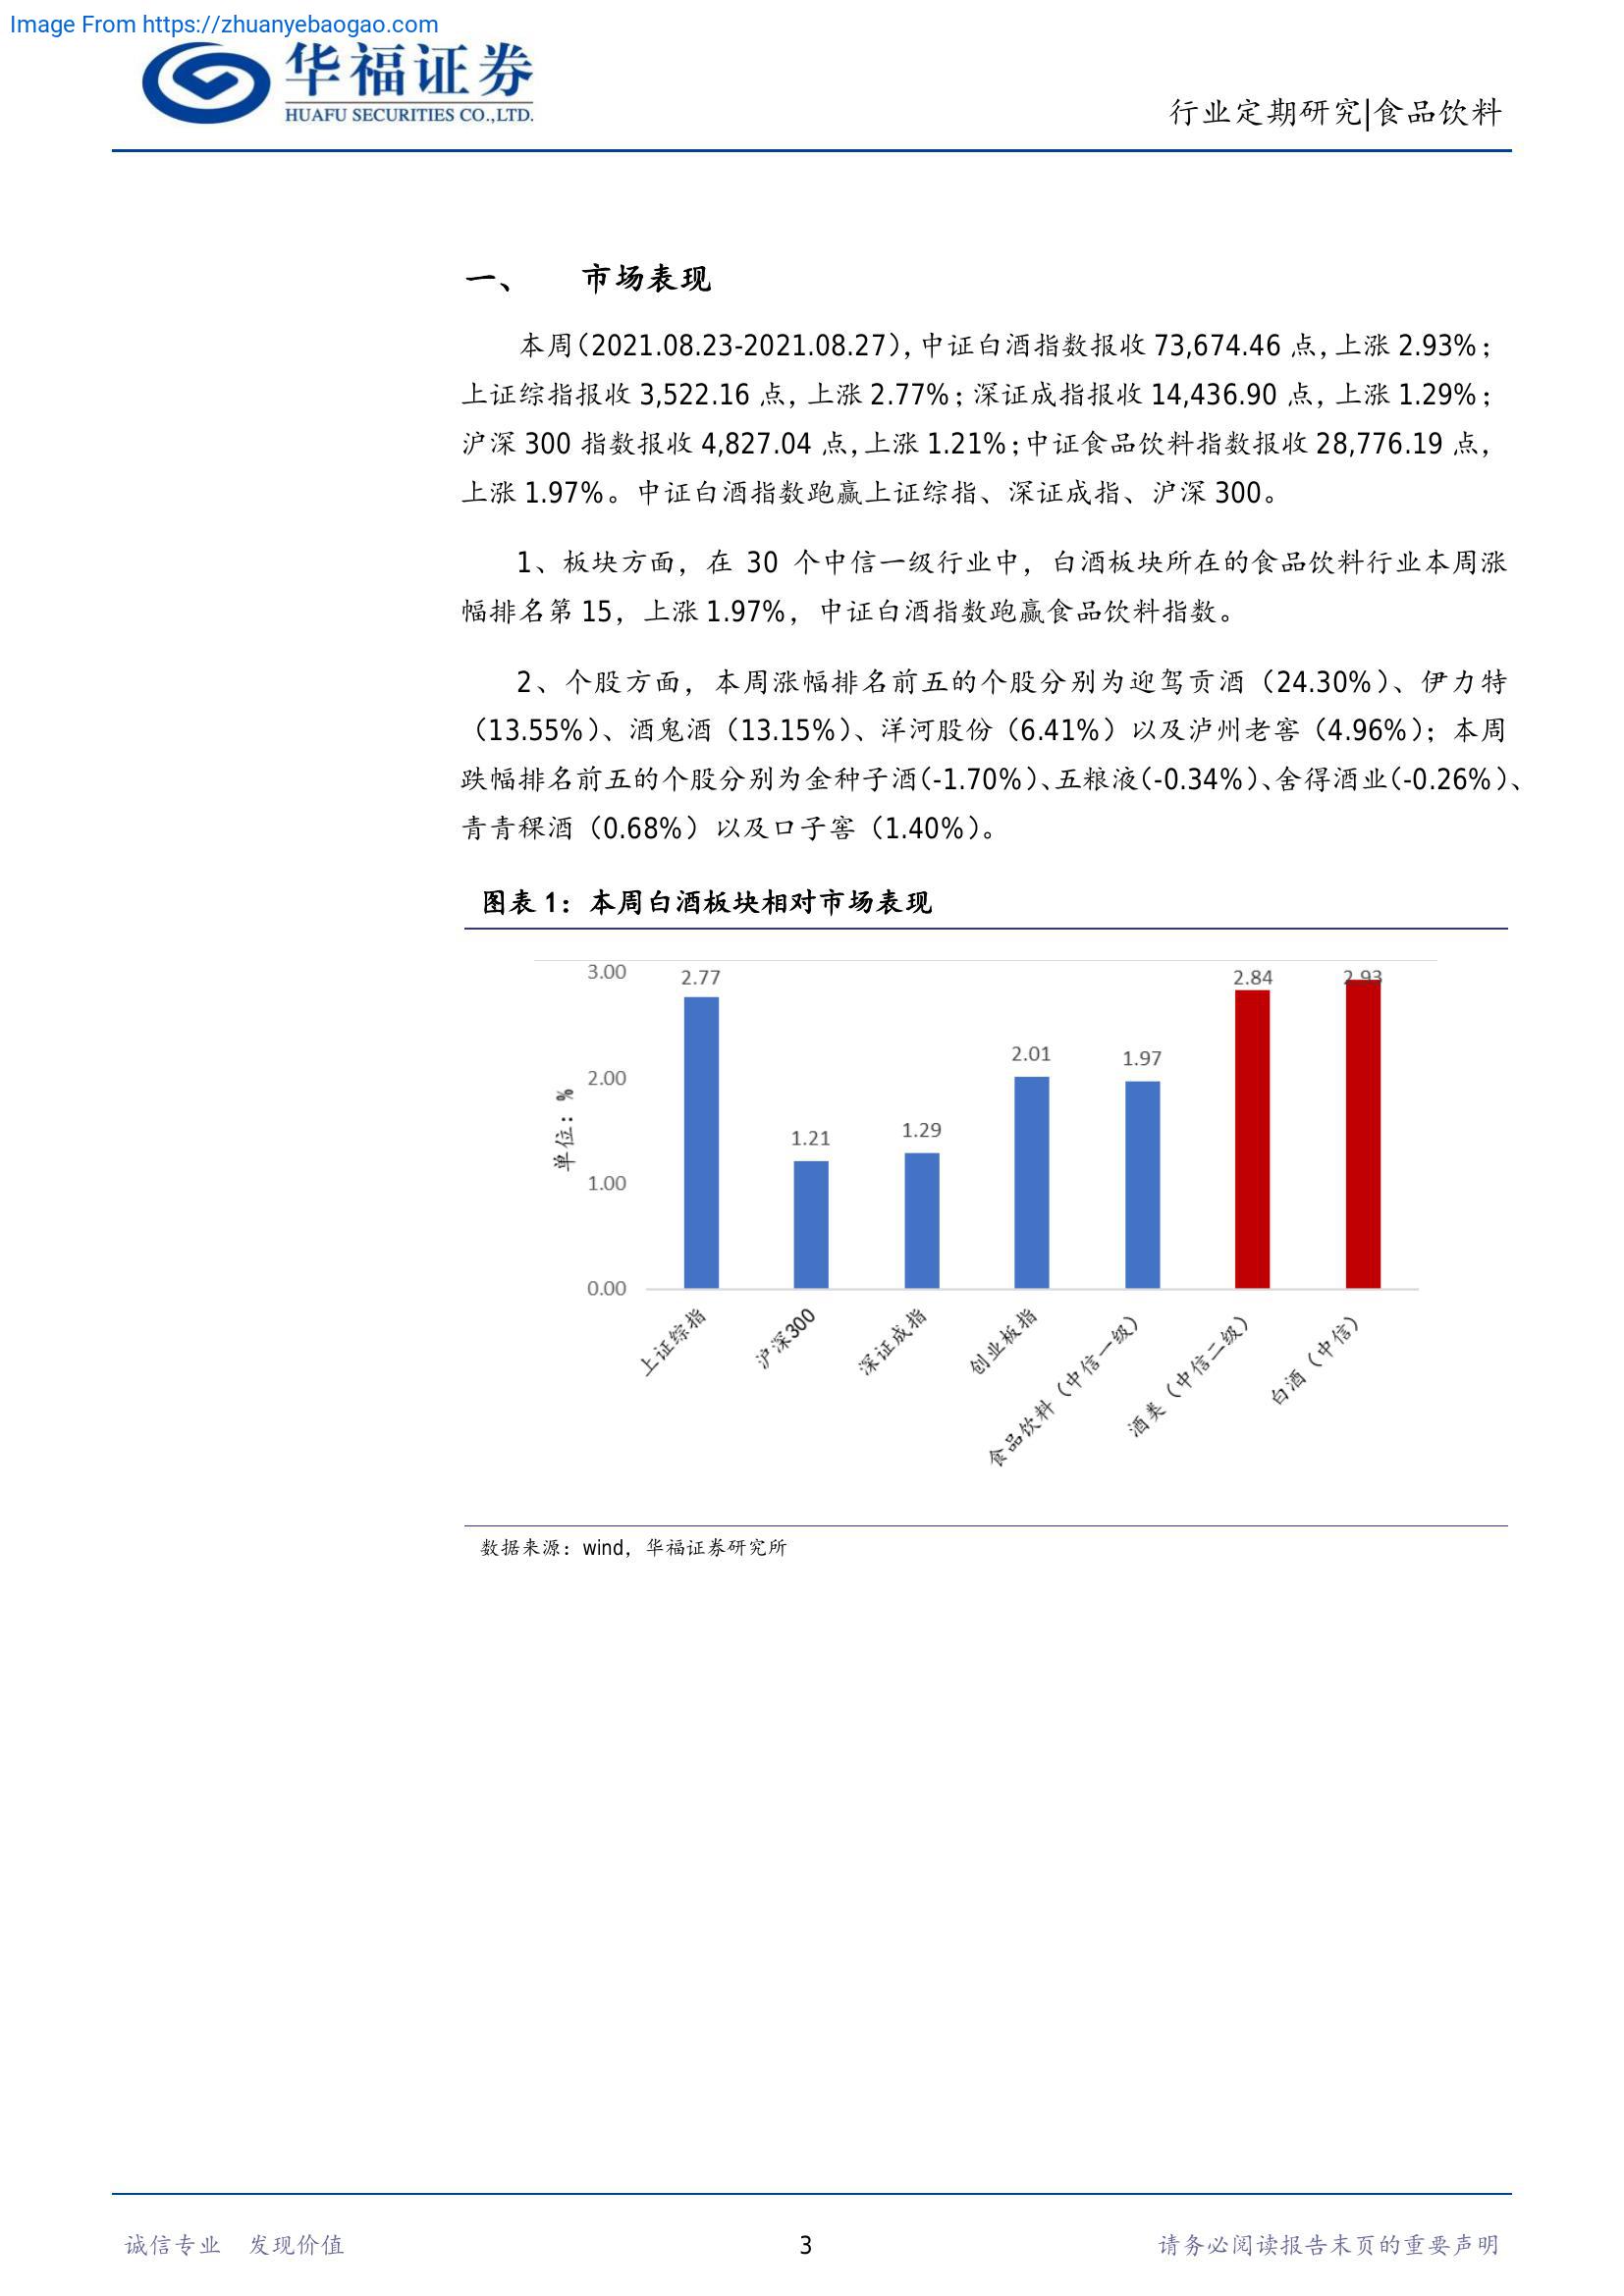 Image From https://zhuanyebaogao.com
华福证券
HUAFU SECURITIES CO.,LTD.
行业定期研究|食品饮料
一、 市场表现
本周（2021.08.23-2021.08.27），中证白酒指数报收 73,674.46 点，上涨 2.93%；
上证综指报收 3,522.16 点，上涨 2.77%；深证成指报收 14,436.90 点，上涨 1.29%；
沪深 300 指数报收 4,827.04 点，上涨 1.21%；中证食品饮料指数报收 28,776.19 点，
上涨 1.97%。中证白酒指数跑赢上证综指、深证成指、沪深 300。
1、板块方面，在 30 个中信一级行业中，白酒板块所在的食品饮料行业本周涨
幅排名第 15，上涨 1.97%，中证白酒指数跑赢食品饮料指数。
2、个股方面，本周涨幅排名前五的个股分别为迎驾贡酒（24.30%）、伊力特
（13.55%）、酒鬼酒（13.15%）、洋河股份（6.41%）以及泸州老窖（4.96%）；本周
跌幅排名前五的个股分别为金种子酒（-1.70%）、五粮液（-0.34%）、舍得酒业（-0.26%）、
青青稞酒（0.68%）以及口子窖（1.40%）。
图表 1：本周白酒板块相对市场表现
单位：%
3.00
2.00
1.00
0.00
2.77
1.21
1.29
2.01
1.97
2.84
2.93
上证综指
沪深300
深证成指
创业板指
食品饮料（中信一级）
酒类（中信二级）
白酒（中信）
数据来源：wind，华福证券研究所
诚信专业 发现价值
3
请务必阅读报告末页的重要声明